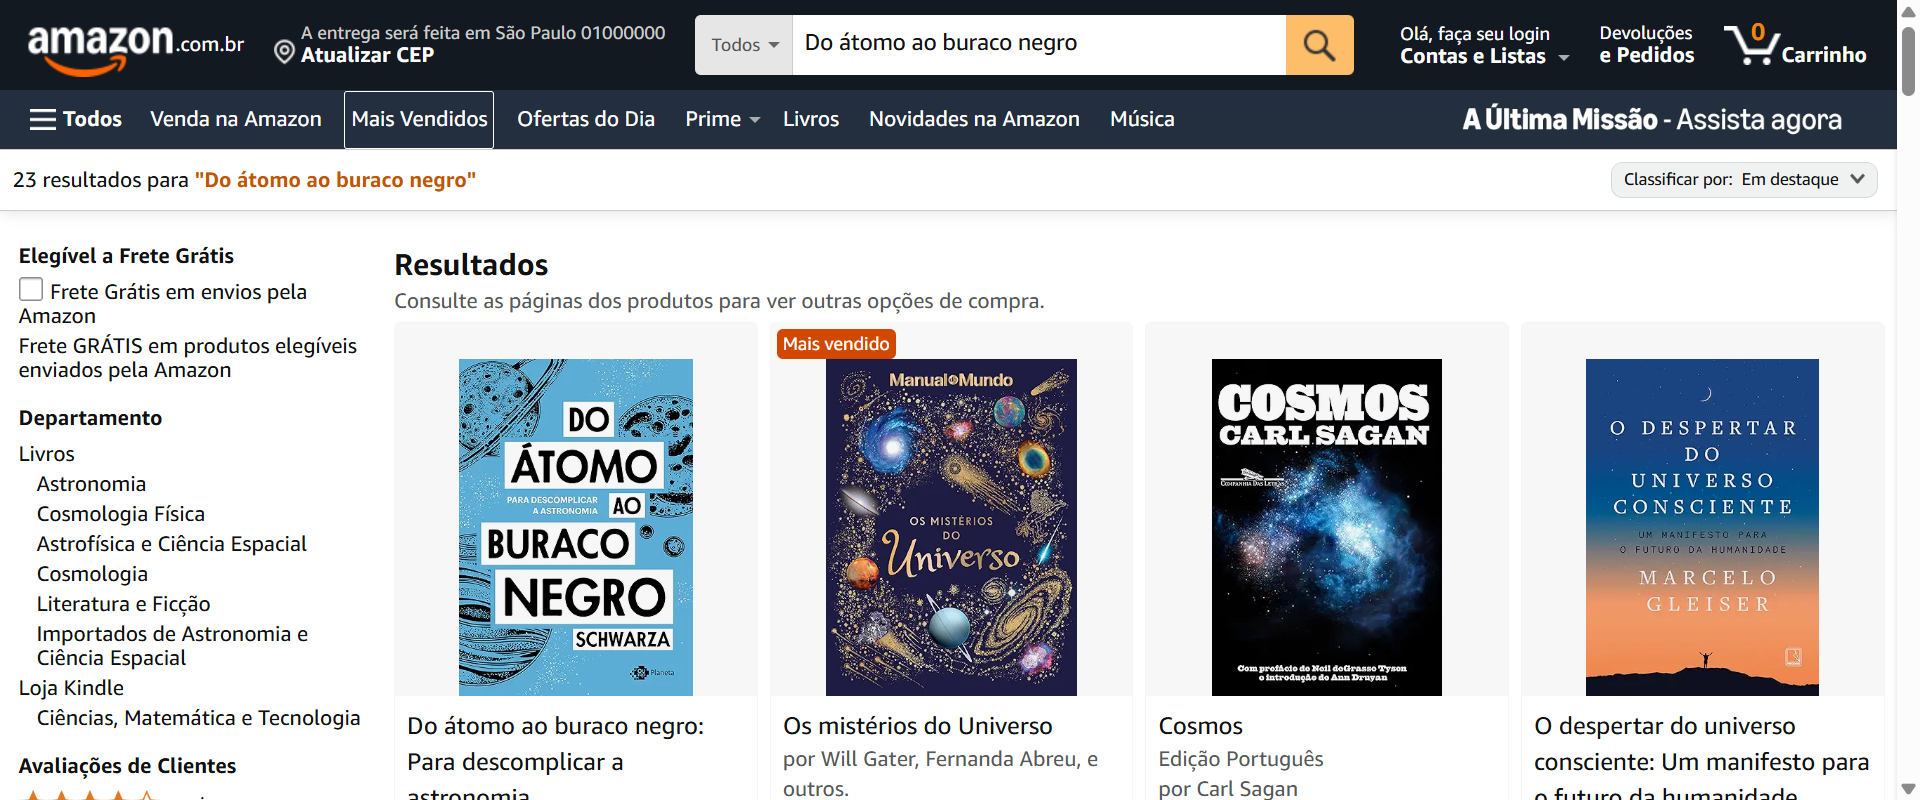 amazon.com.br
A entrega será feita em São Paulo 01000000
Atualizar CEP
Todos
Do átomo ao buraco negro
Olá, faça seu login
Contas e Listas
Devoluções
e Pedidos
0
Carrinho
Todos
Venda na Amazon
Mais Vendidos
Ofertas do Dia
Prime
Livros
Novidades na Amazon
Música
A Última Missão - Assista agora
23 resultados para "Do átomo ao buraco negro"
Classificar por: Em destaque
Elegível a Frete Grátis
Frete Grátis em envios pela
Amazon
Frete GRÁTIS em produtos elegíveis
enviados pela Amazon
Departamento
Livros
Astronomia
Cosmologia Física
Astrofísica e Ciência Espacial
Cosmologia
Literatura e Ficção
Importados de Astronomia e
Ciência Espacial
Loja Kindle
Ciências, Matemática e Tecnologia
Avaliações de Clientes
Resultados
Consulte as páginas dos produtos para ver outras opções de compra.
DO
ÁTOMO
PARA DESCOMPLICAR
A ASTRONOMIA
AO
BURACO
NEGRO
SCHWARZA
Planeta
Do átomo ao buraco negro:
Para descomplicar a
astronomia
Mais vendido
Manual do Mundo
OS MISTÉRIOS
DO
Universo
Os mistérios do Universo
por Will Gater, Fernanda Abreu, e
outros.
COSMOS
CARL SAGAN
COMPANHIA DAS LETRAS
Com prefácio de Neil deGrasse Tyson
e introdução de Ann Druyan
Cosmos
Edição Português
por Carl Sagan
O DESPERTAR
DO
UNIVERSO
CONSCIENTE
UM MANIFESTO PARA
O FUTURO DA HUMANIDADE
MARCELO
GLEISER
O despertar do universo
consciente: Um manifesto para
o futuro da humanidade